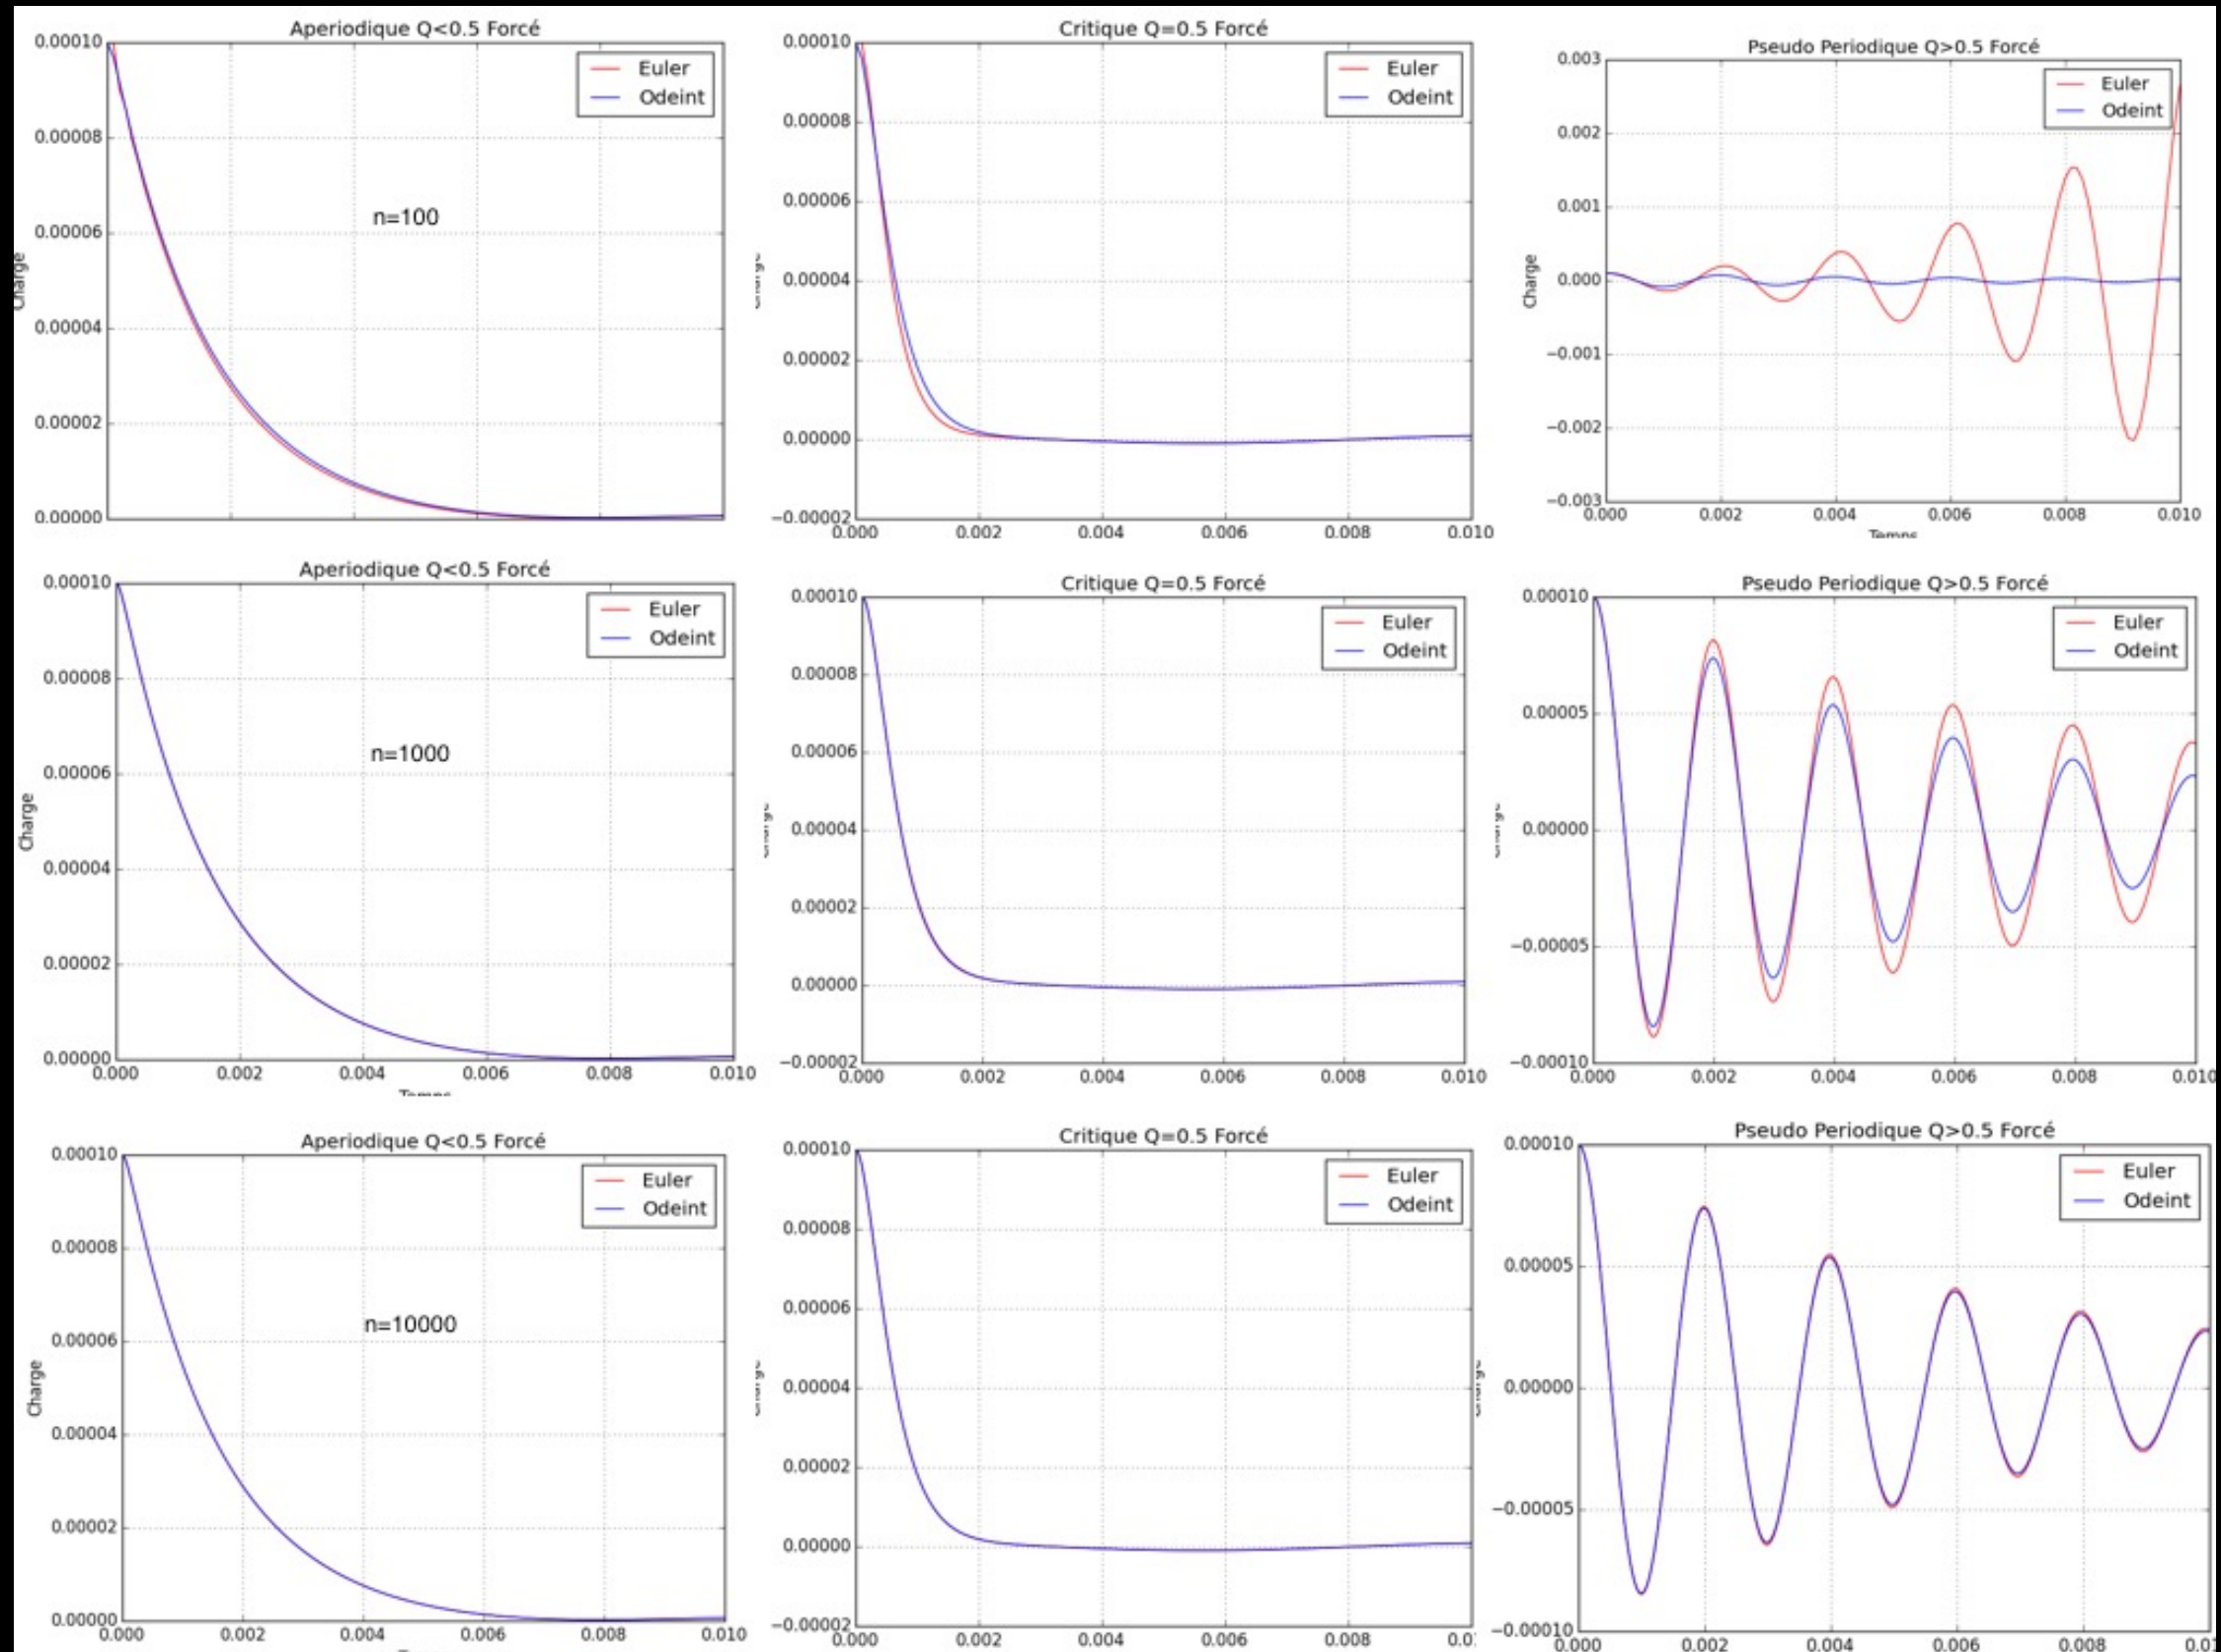 Aperiodique Q<0.5 Forcé
0.00010
0.00008
0.00006
0.00004
0.00002
0.00000
Charge
n=100
Euler
Odeint
Critique Q=0.5 Forcé
0.00010
0.00008
0.00006
0.00004
0.00002
0.00000
−0.00002
0.000 0.002 0.004 0.006 0.008 0.010
Euler
Odeint
Pseudo Periodique Q>0.5 Forcé
0.003
0.002
0.001
0.000
−0.001
−0.002
−0.003
Charge
0.000 0.002 0.004 0.006 0.008 0.010
Temps
Euler
Odeint
Aperiodique Q<0.5 Forcé
0.00010
0.00008
0.00006
0.00004
0.00002
0.00000
Charge
n=1000
0.000 0.002 0.004 0.006 0.008 0.010
Euler
Odeint
Critique Q=0.5 Forcé
0.00010
0.00008
0.00006
0.00004
0.00002
0.00000
−0.00002
0.000 0.002 0.004 0.006 0.008 0.010
Euler
Odeint
Pseudo Periodique Q>0.5 Forcé
0.00010
0.00005
0.00000
−0.00005
−0.00010
0.000 0.002 0.004 0.006 0.008 0.010
Euler
Odeint
Aperiodique Q<0.5 Forcé
0.00010
0.00008
0.00006
0.00004
0.00002
0.00000
Charge
n=10000
0.000 0.002 0.004 0.006 0.008 0.010
Euler
Odeint
Critique Q=0.5 Forcé
0.00010
0.00008
0.00006
0.00004
0.00002
0.00000
−0.00002
0.000 0.002 0.004 0.006 0.008
Euler
Odeint
Pseudo Periodique Q>0.5 Forcé
0.00010
0.00005
0.00000
−0.00005
−0.00010
0.000 0.002 0.004 0.006 0.008
Euler
Odeint